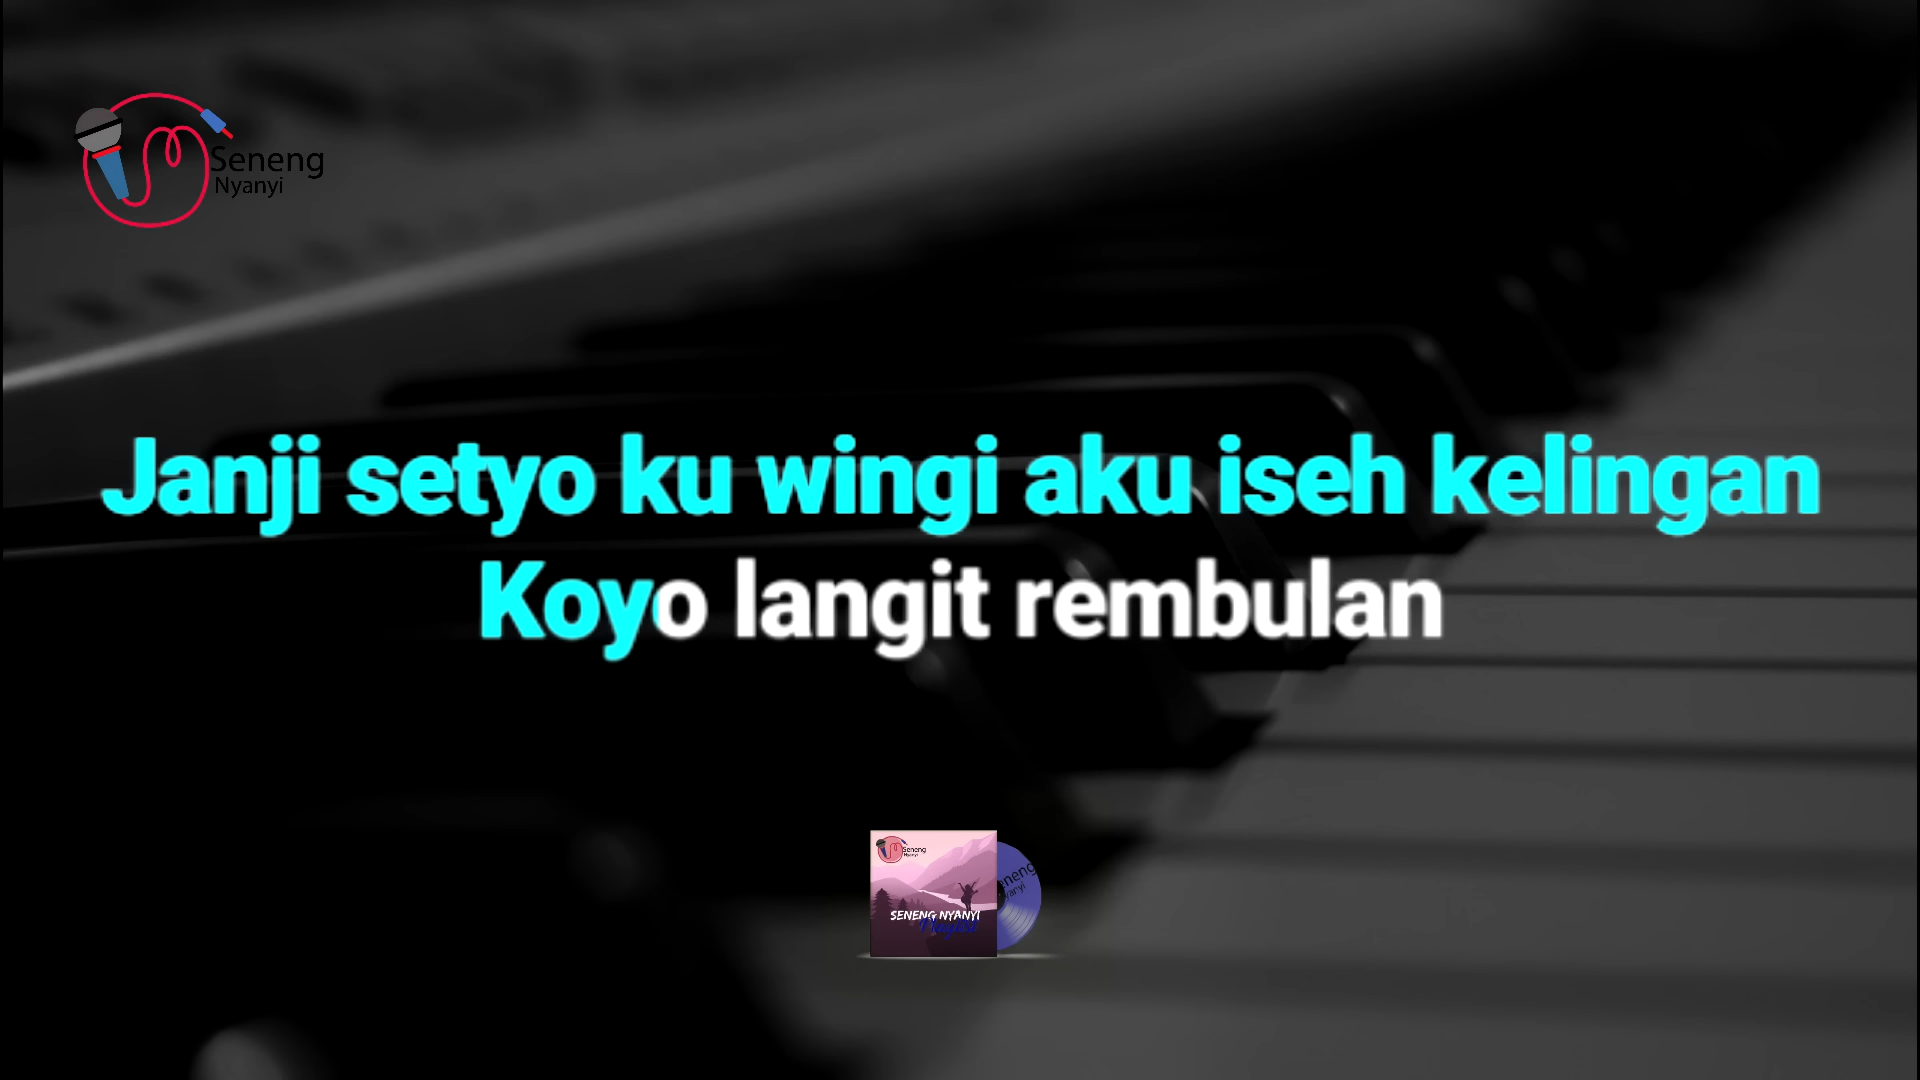 Seneng
Nyanyi
Janji setyo ku wingi aku iseh kelingan
Koyo langit rembulan
Seneng
Nyanyi
SENENG NYANYI